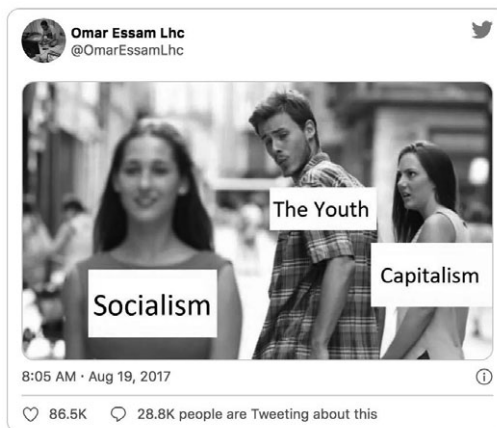 Omar Essam Lhc
@OmarEssamLhc
The Youth
Capitalism
Socialism
8:05 AM · Aug 19, 2017
86.5K 28.8K people are Tweeting about this